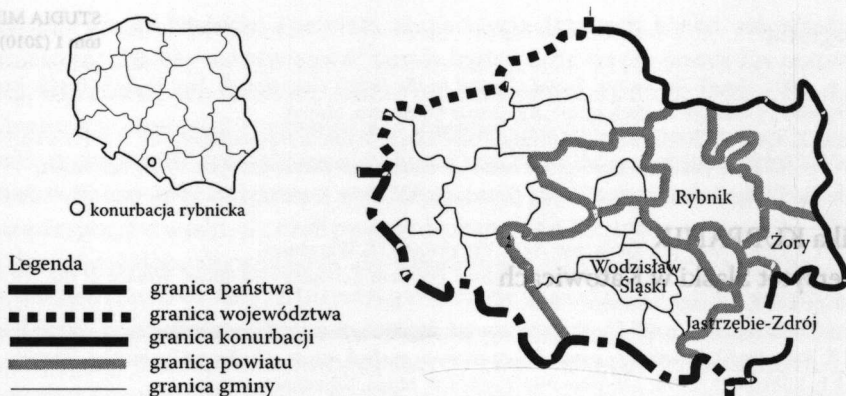 konurbacja rybnicka
Legenda
granica państwa
granica województwa
granica konurbacji
granica powiatu
granica gminy
Rybnik
Żory
Wodzisław
Śląski
Jastrzębie-Zdrój
STUDIA
tom 1 (2010)